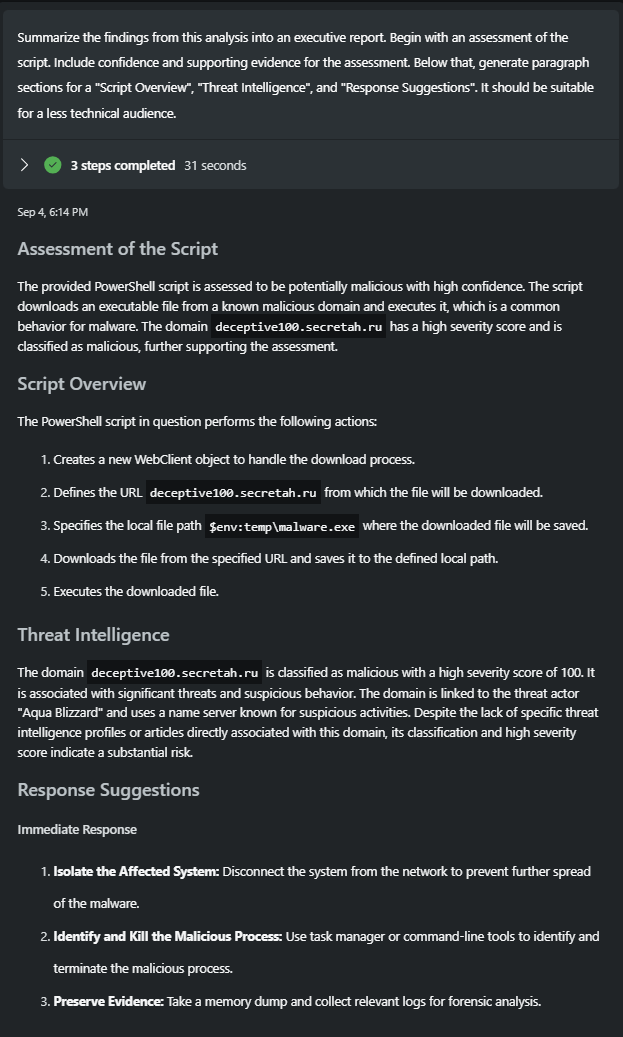 Summarize the findings from this analysis into an executive report. Begin with an assessment of the
script. Include confidence and supporting evidence for the assessment. Below that, generate paragraph
sections for a "Script Overview", "Threat Intelligence", and "Response Suggestions". It should be suitable
for a less technical audience.
3 steps completed 31 seconds
Sep 4, 6:14 PM
Assessment of the Script
The provided PowerShell script is assessed to be potentially malicious with high confidence. The script
downloads an executable file from a known malicious domain and executes it, which is a common
behavior for malware. The domain deceptive100.secretah.ru has a high severity score and is
classified as malicious, further supporting the assessment.
Script Overview
The PowerShell script in question performs the following actions:
1. Creates a new WebClient object to handle the download process.
2. Defines the URL deceptive100.secretah.ru from which the file will be downloaded.
3. Specifies the local file path $env:temp\malware.exe where the downloaded file will be saved.
4. Downloads the file from the specified URL and saves it to the defined local path.
5. Executes the downloaded file.
Threat Intelligence
The domain deceptive100.secretah.ru is classified as malicious with a high severity score of 100. It
is associated with significant threats and suspicious behavior. The domain is linked to the threat actor
"Aqua Blizzard" and uses a name server known for suspicious activities. Despite the lack of specific threat
intelligence profiles or articles directly associated with this domain, its classification and high severity
score indicate a substantial risk.
Response Suggestions
Immediate Response
1. Isolate the Affected System: Disconnect the system from the network to prevent further spread
of the malware.
2. Identify and Kill the Malicious Process: Use task manager or command-line tools to identify and
terminate the malicious process.
3. Preserve Evidence: Take a memory dump and collect relevant logs for forensic analysis.